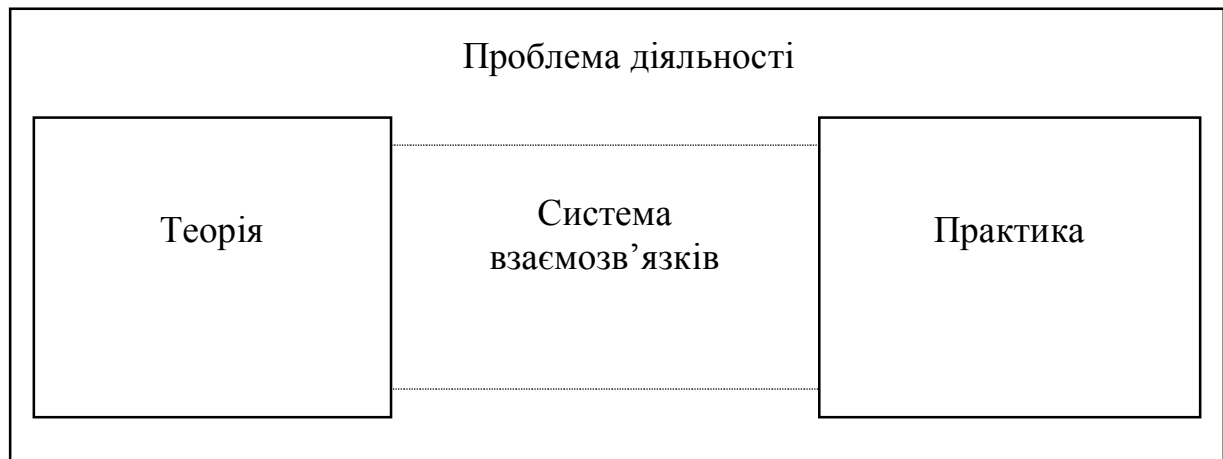 Проблема діяльності
Теорія
Система
взаємозв’язків
Практика